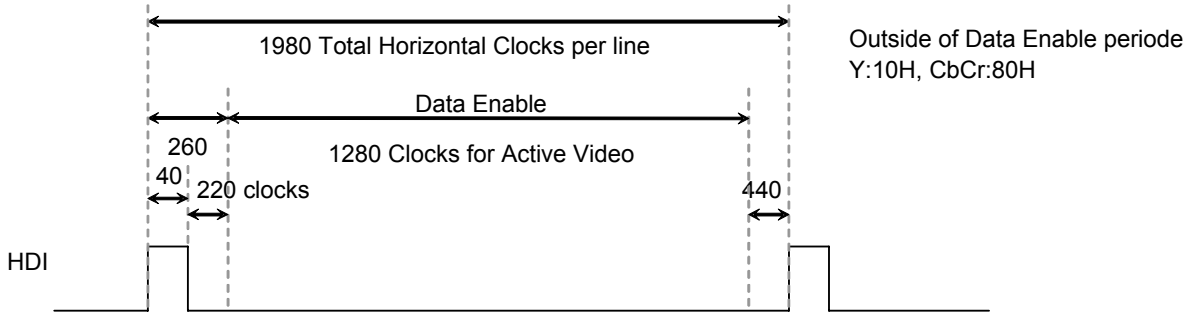 1980 Total Horizontal Clocks per line
Outside of Data Enable periode
Y:10H, CbCr:80H
Data Enable
260
1280 Clocks for Active Video
40
220 clocks
440
HDI